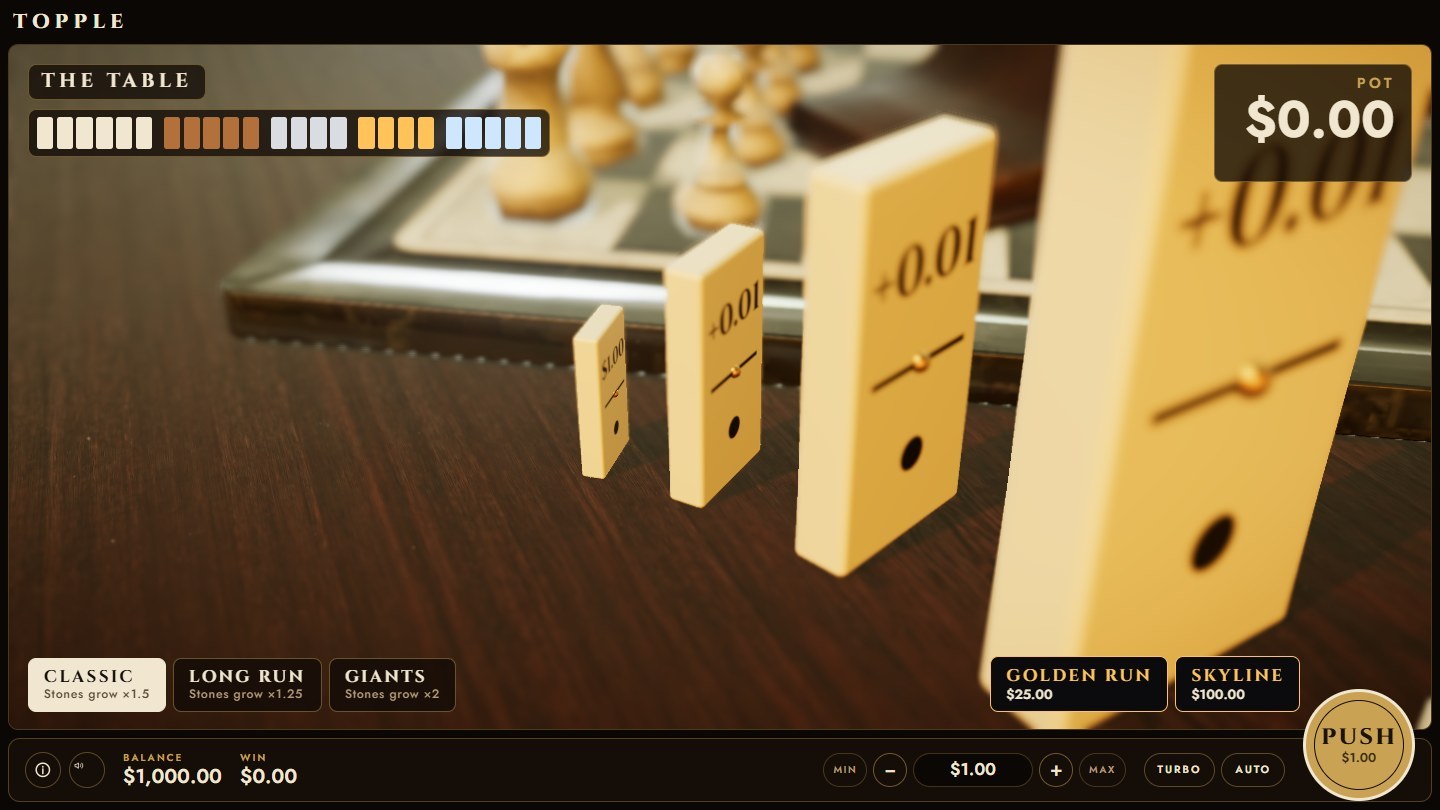 TOPPLE
THE TABLE
POT
$0.00
$1.00
+0.01
+0.01
+0.01
CLASSIC
Stones grow ×1.5
LONG RUN
Stones grow ×1.25
GIANTS
Stones grow ×2
GOLDEN RUN
$25.00
SKYLINE
$100.00
BALANCE
$1,000.00
WIN
$0.00
MIN
−
$1.00
+
MAX
TURBO
AUTO
PUSH
$1.00